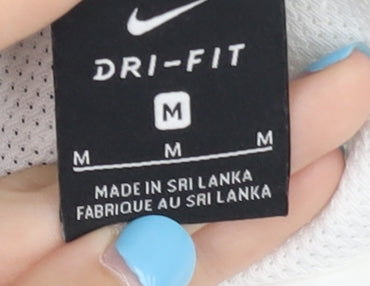 DRI-FIT
M
M M M
MADE IN SRI LANKA
FABRIQUE AU SRI LANKA